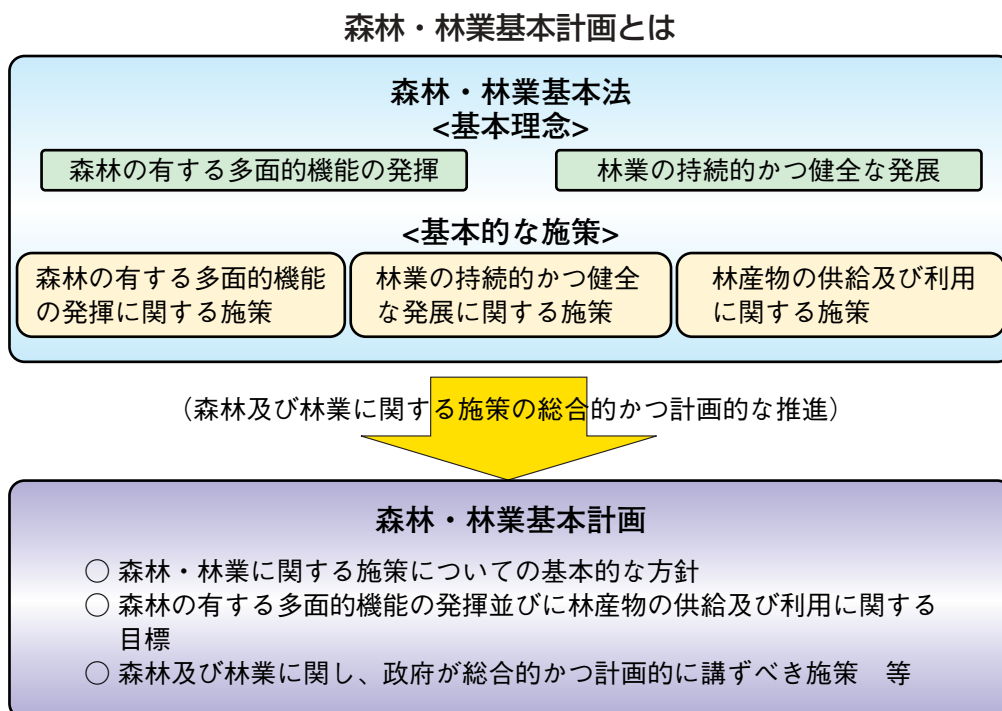 森林・林業基本計画とは
森林・林業基本法
<基本理念>
森林の有する多面的機能の発揮
林業の持続的かつ健全な発展
<基本的な施策>
森林の有する多面的機能
の発揮に関する施策
林業の持続的かつ健全
な発展に関する施策
林産物の供給及び利用
に関する施策
（森林及び林業に関する施策の総合的かつ計画的な推進）
森林・林業基本計画
○ 森林・林業に関する施策についての基本的な方針
○ 森林の有する多面的機能の発揮並びに林産物の供給及び利用に関する
目標
○ 森林及び林業に関し、政府が総合的かつ計画的に講ずべき施策　等